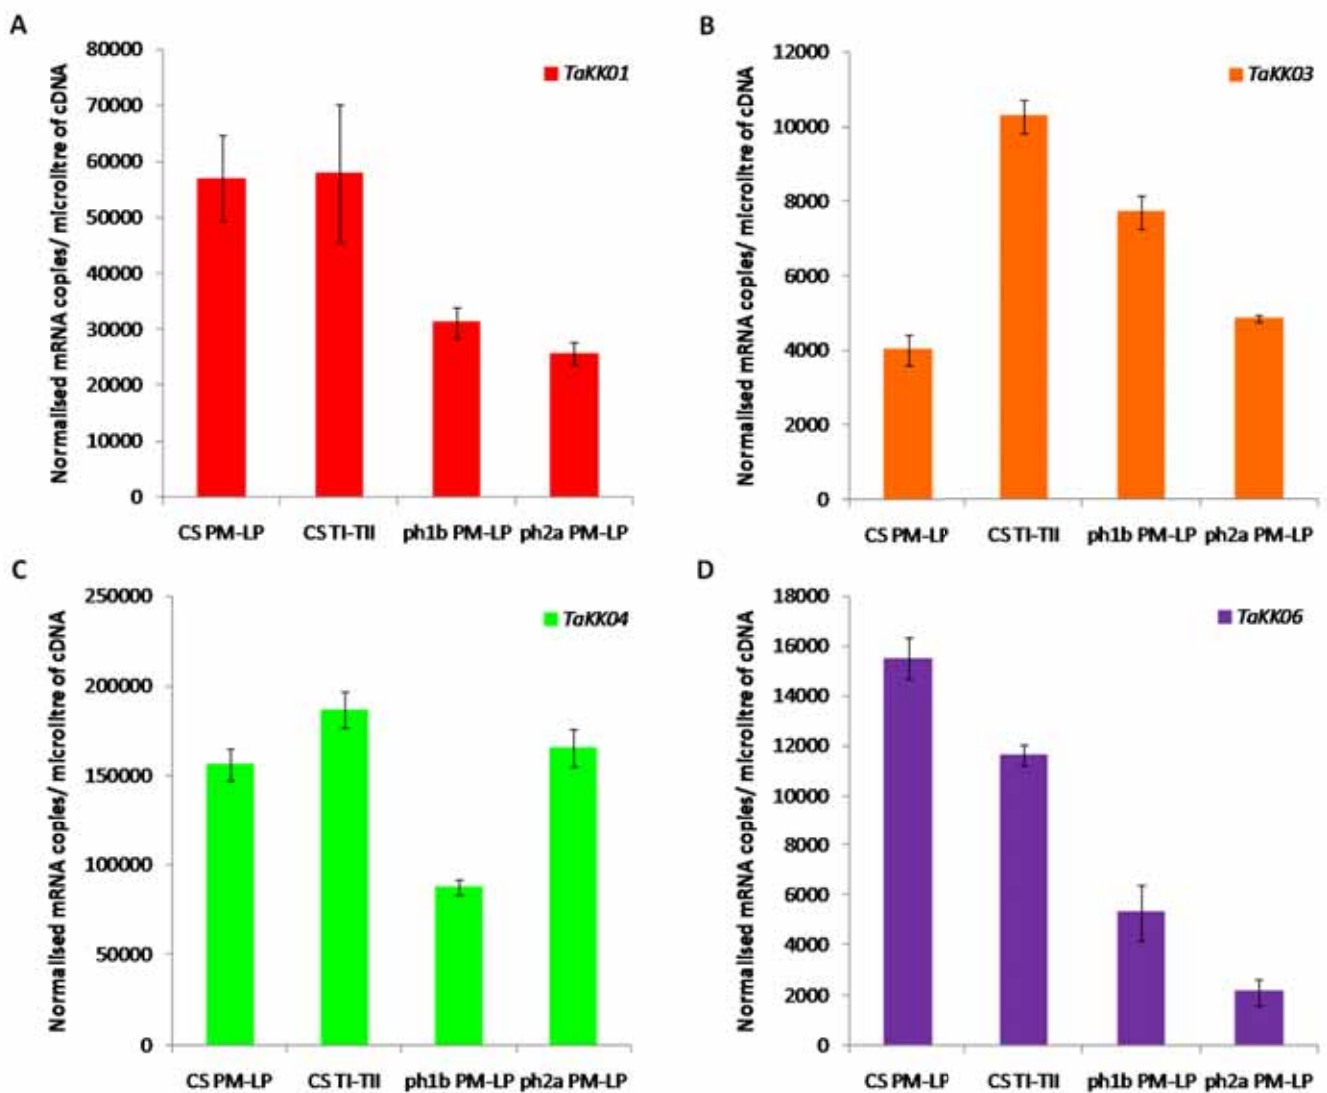 A
Normalised mRNA copies/ microlitre of cDNA
80000
70000
60000
50000
40000
30000
20000
10000
0
TaKK01
CS PM-LP CS TI-TII ph1b PM-LP ph2a PM-LP
B
Normalised mRNA copies/ microlitre of cDNA
12000
10000
8000
6000
4000
2000
0
TaKK03
CS PM-LP CS TI-TII ph1b PM-LP ph2a PM-LP
C
Normalised mRNA copies/ microlitre of cDNA
250000
200000
150000
100000
50000
0
TaKK04
CS PM-LP CS TI-TII ph1b PM-LP ph2a PM-LP
D
Normalised mRNA copies/ microlitre of cDNA
18000
16000
14000
12000
10000
8000
6000
4000
2000
0
TaKK06
CS PM-LP CS TI-TII ph1b PM-LP ph2a PM-LP